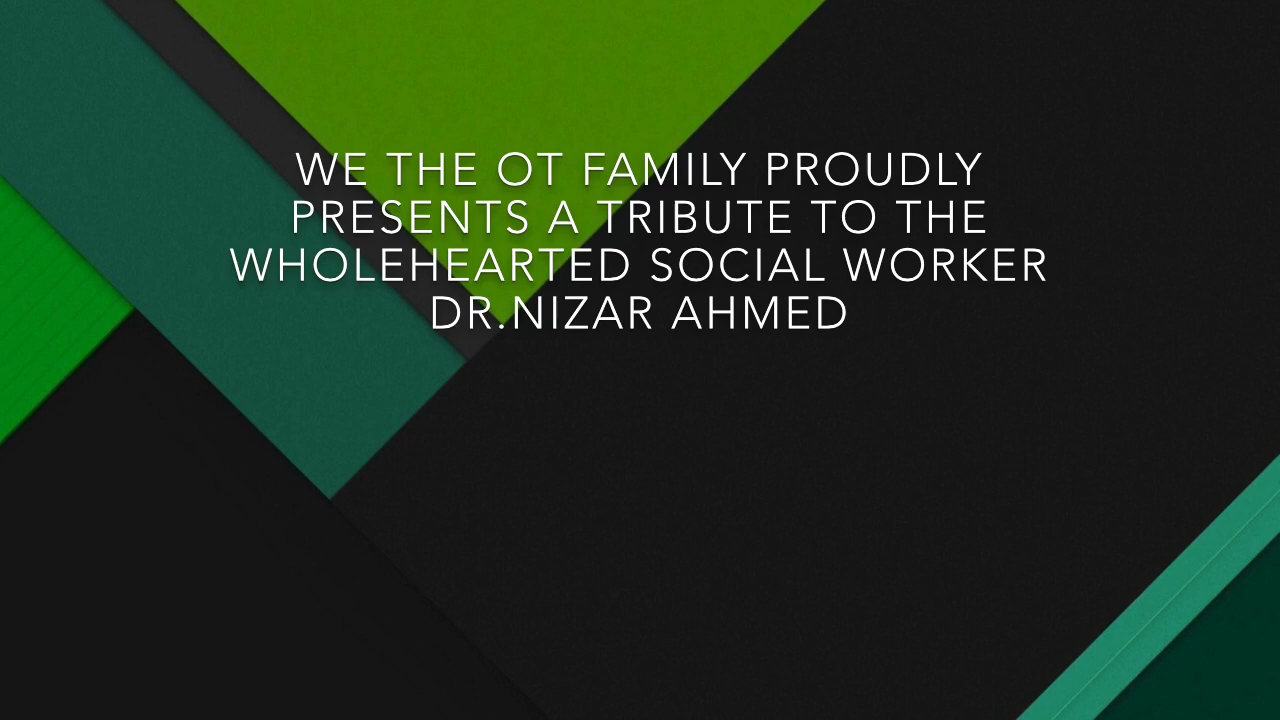 WE THE OT FAMILY PROUDLY
PRESENTS A TRIBUTE TO THE
WHOLEHEARTED SOCIAL WORKER
DR.NIZAR AHMED